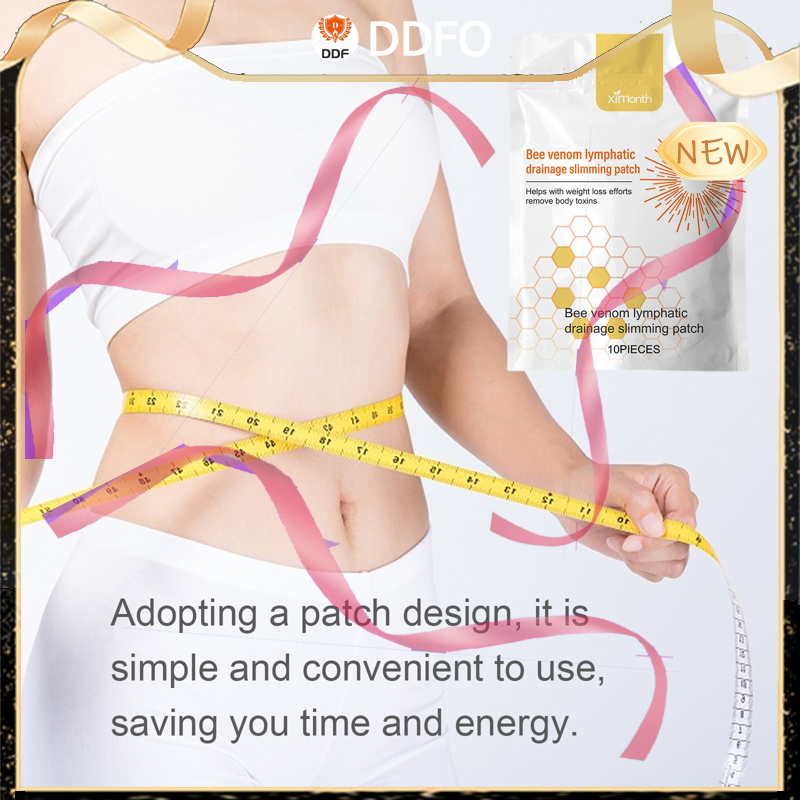 DDF
DDFO
ximonth
NEW
Bee venom lymphatic
drainage slimming patch
Helps with weight loss efforts
remove body toxins
Bee venom lymphatic
drainage slimming patch
10PIECES
Adopting a patch design, it is
simple and convenient to use,
saving you time and energy.